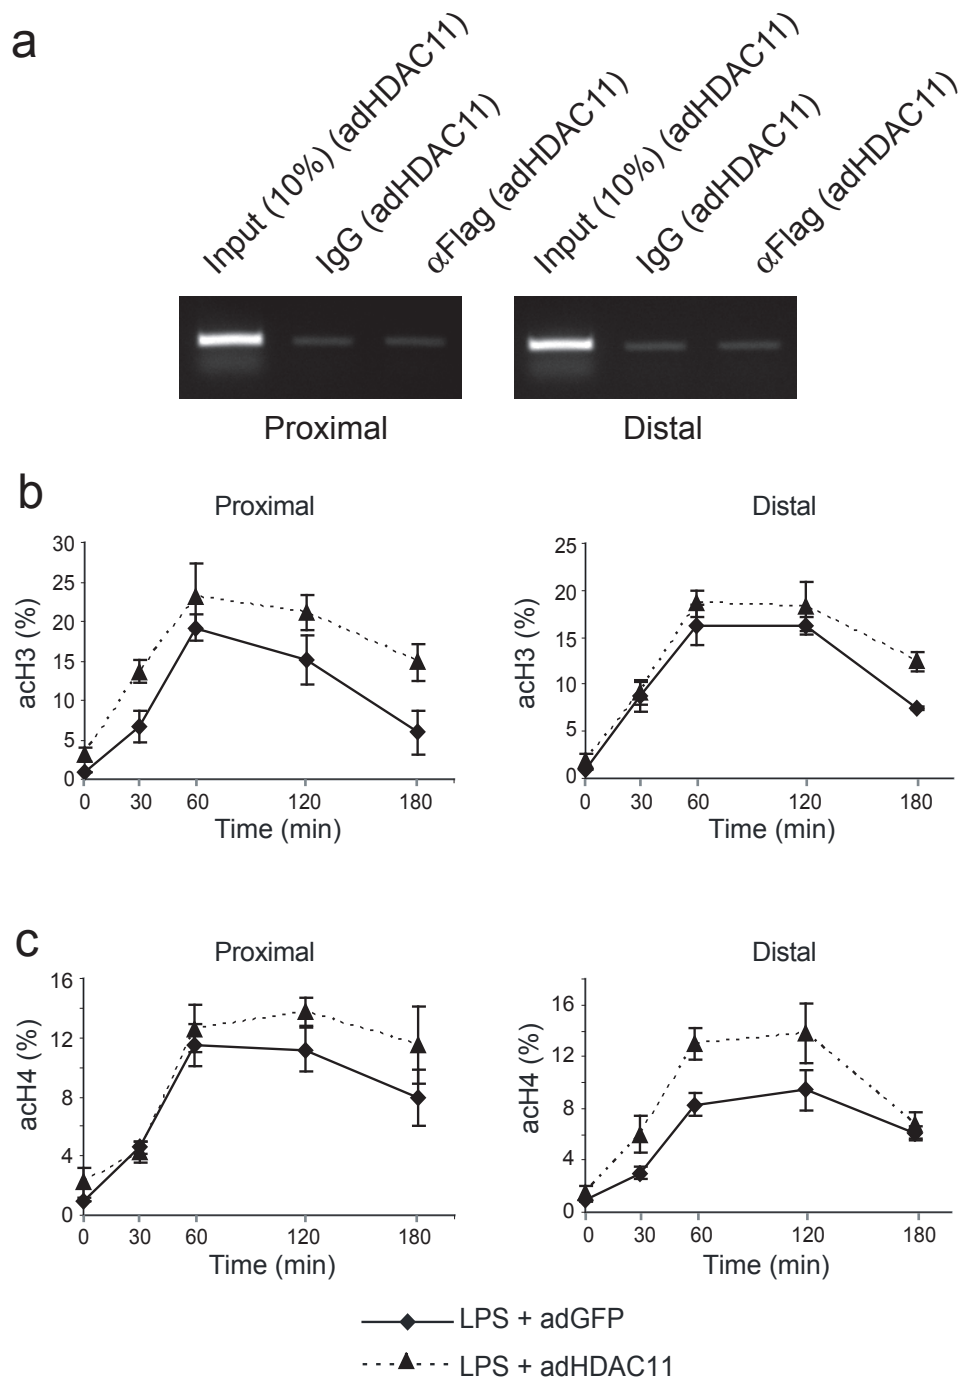 a
Input (10%) (adHDAC11)
IgG (adHDAC11)
αFlag (adHDAC11)
Input (10%) (adHDAC11)
IgG (adHDAC11)
αFlag (adHDAC11)
Proximal
Distal
b
Proximal
30
25
20
15
10
5
0
acH3 (%)
0 30 60 120 180
Time (min)
Distal
25
20
15
10
5
0
acH3 (%)
0 30 60 120 180
Time (min)
c
Proximal
16
12
8
4
0
acH4 (%)
0 30 60 120 180
Time (min)
Distal
16
12
8
4
0
acH4 (%)
0 30 60 120 180
Time (min)
LPS + adGFP
LPS + adHDAC11